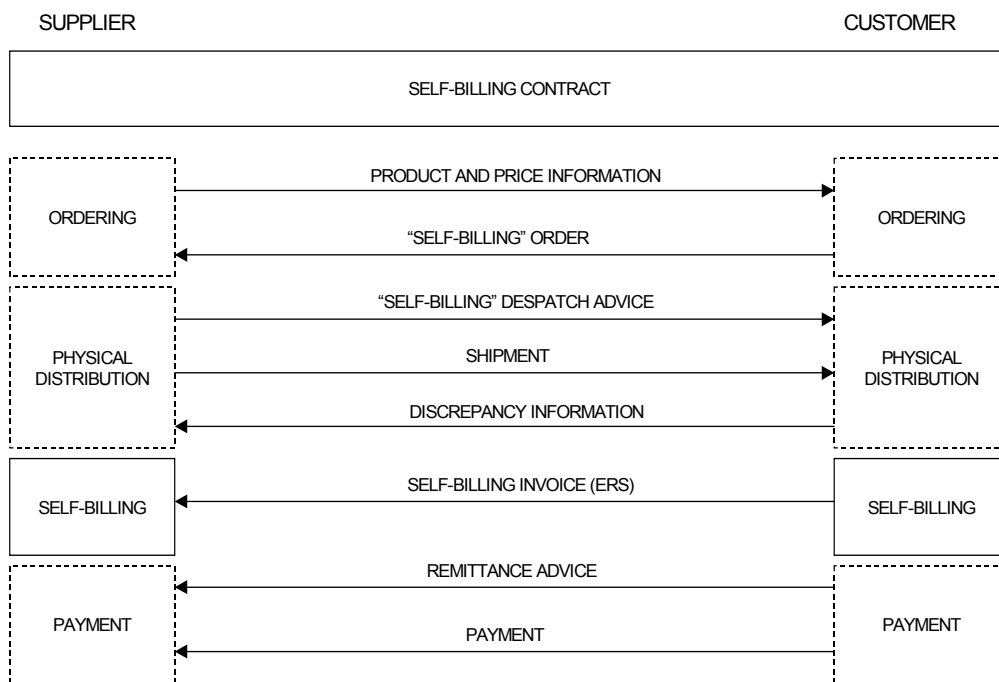 SUPPLIER
CUSTOMER
SELF-BILLING CONTRACT
PRODUCT AND PRICE INFORMATION
ORDERING
ORDERING
“SELF-BILLING” ORDER
“SELF-BILLING” DESPATCH ADVICE
PHYSICAL
DISTRIBUTION
SHIPMENT
PHYSICAL
DISTRIBUTION
DISCREPANCY INFORMATION
SELF-BILLING
SELF-BILLING INVOICE (ERS)
SELF-BILLING
REMITTANCE ADVICE
PAYMENT
PAYMENT
PAYMENT